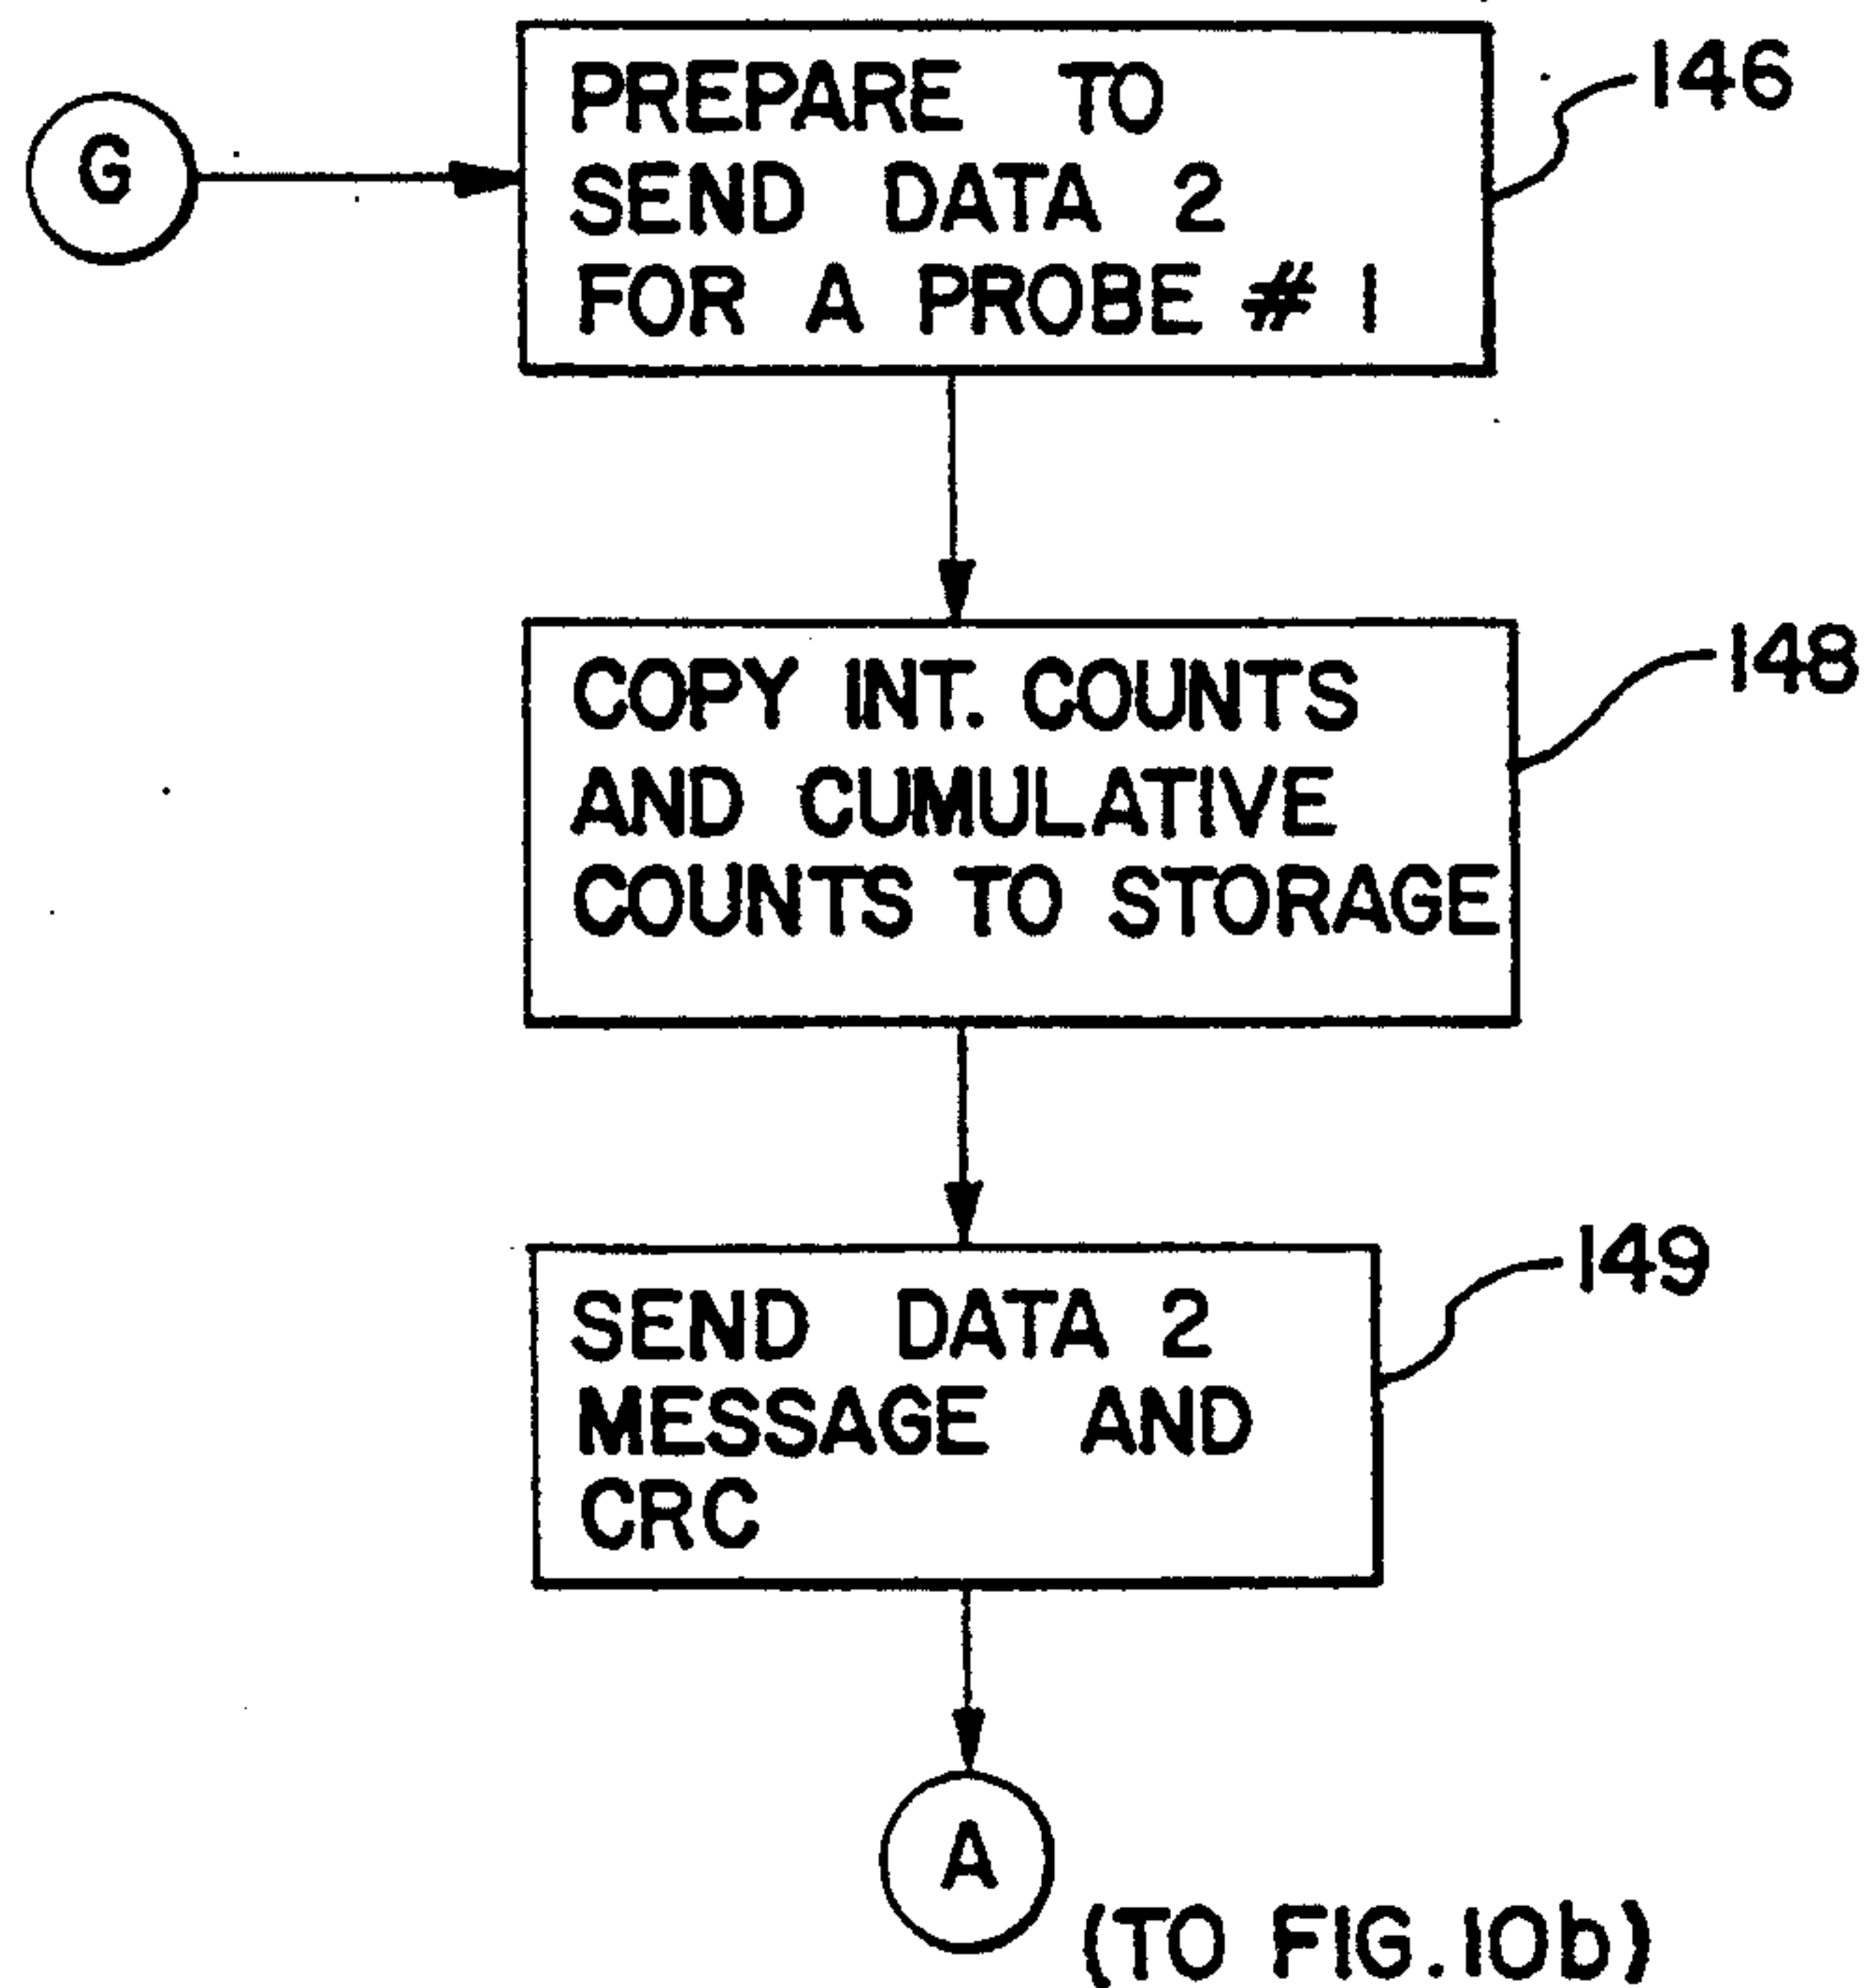 G
PREPARE TO
SEND DATA 2
FOR A PROBE # 1
146
COPY INT. COUNTS
AND CUMULATIVE
COUNTS TO STORAGE
148
SEND DATA 2
MESSAGE AND
CRC
149
A
(TO FIG.10b)